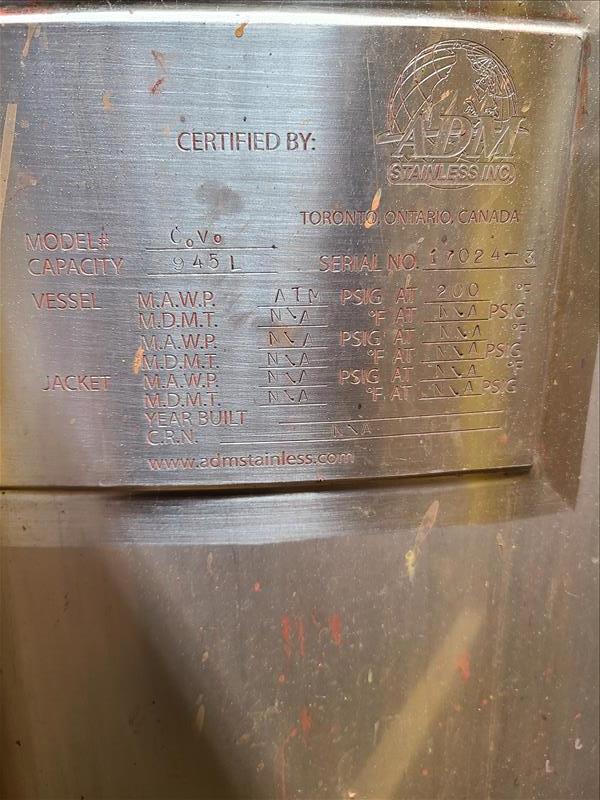 ADM
STAINLESS INC.
CERTIFIED BY:
TORONTO, ONTARIO, CANADA
MODEL# CoVo
CAPACITY 945L SERIAL NO. 17024-3
VESSEL M.A.W.P. ATM PSIG AT 200 °F
M.D.M.T. N\A °F AT N\A PSIG
M.A.W.P. N\A PSIG AT N\A °F
M.D.M.T. N\A °F AT N\A PSIG
JACKET M.A.W.P. N\A PSIG AT N\A °F
M.D.M.T. N\A °F AT N\A PSIG
YEAR BUILT
C.R.N. N\A
www.admstainless.com